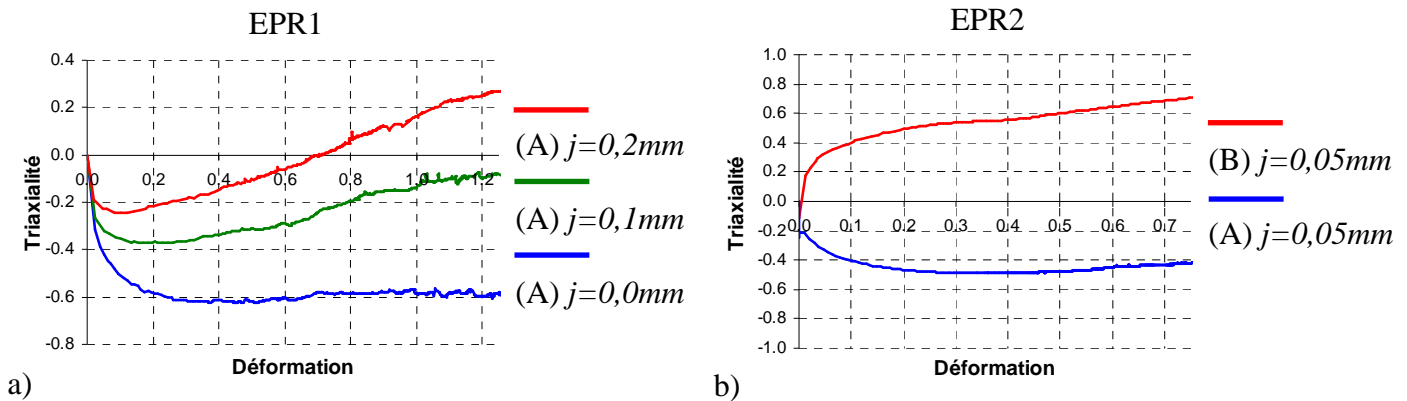 EPR1
0.4
0.2
0.0
-0.2
-0.4
-0.6
-0.8
0.0 0.2 0.4 0.6 0.8 1.0 1.2
Triaxialité
Déformation
(A) j=0,2mm
(A) j=0,1mm
(A) j=0,0mm
a)
EPR2
1.0
0.8
0.6
0.4
0.2
0.0
-0.2
-0.4
-0.6
-0.8
-1.0
0.0 0.1 0.2 0.3 0.4 0.5 0.6 0.7
Triaxialité
Déformation
(B) j=0,05mm
(A) j=0,05mm
b)